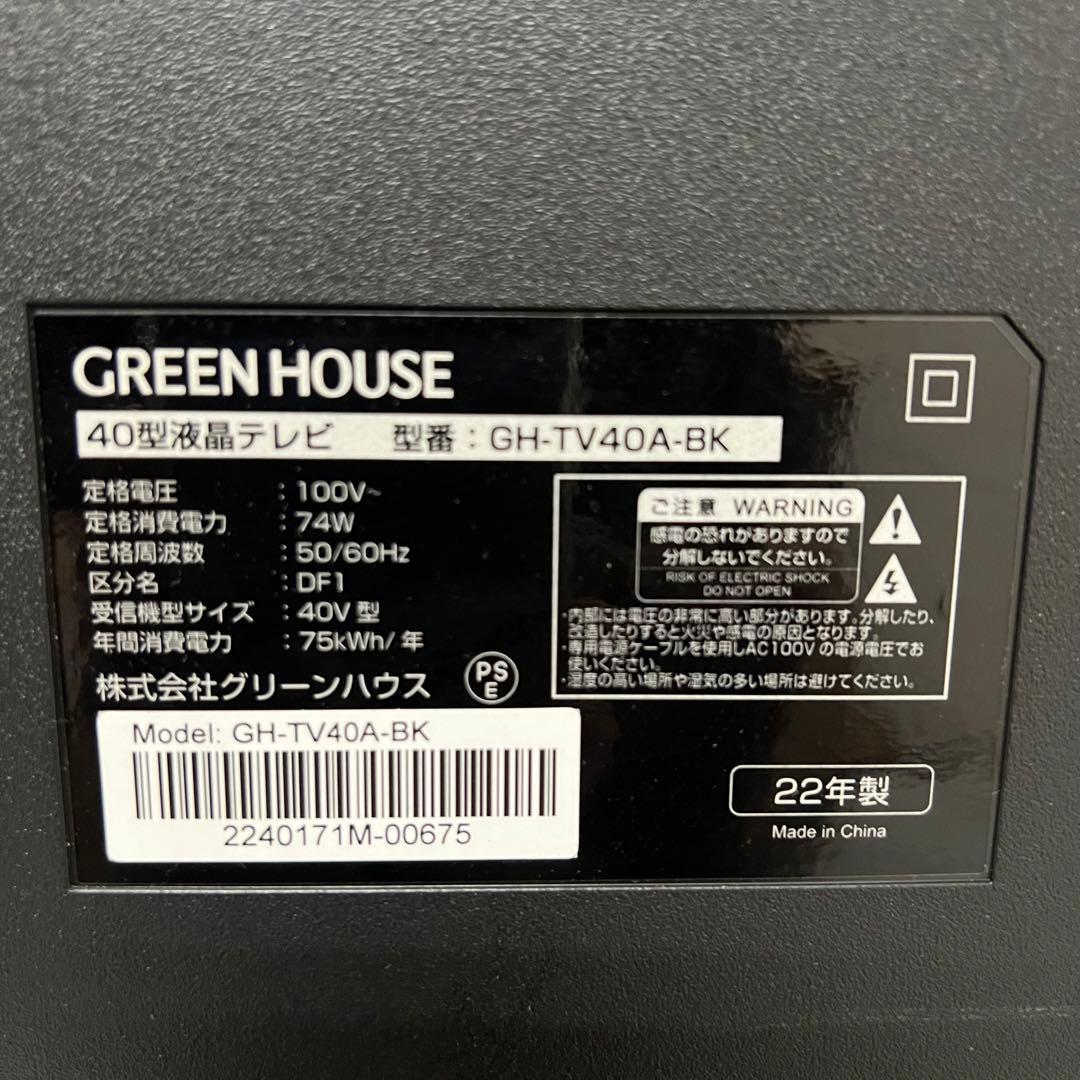 GREEN HOUSE
40型液晶テレビ 型番：GH-TV40A-BK
定格電圧 ：100V~
定格消費電力 ：74W
定格周波数 ：50/60Hz
区分名 ：DF1
受信機型サイズ ：40V 型
年間消費電力 ：75kWh/ 年
株式会社グリーンハウス
PS
E
ご注意 WARNING
感電の恐れがありますので
分解しないでください。
RISK OF ELECTRIC SHOCK
DO NOT OPEN
・内部には電圧の非常に高い部分があります。分解したり、
改造したりすると火災や感電の原因となります。
・専用電源ケーブルを使用しAC100Vの電源電圧でお
使いください。
・湿度の高い場所や湿気の多い場所は避けてください。
Model: GH-TV40A-BK
2240171M-00675
22年製
Made in China